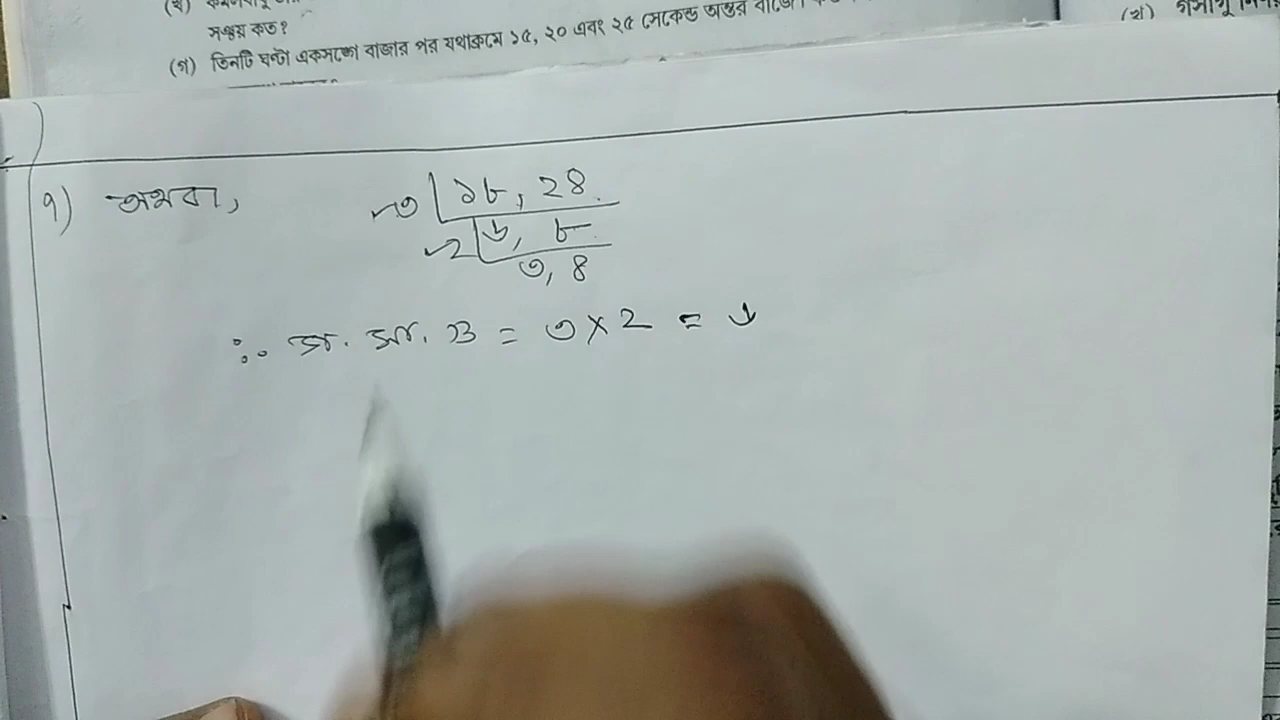 সঞ্চয় কত?
(গ) তিনটি ঘণ্টা একসঙ্গে বাজার পর যথাক্রমে ১৫, ২০ এবং ২৫ সেকেন্ড অন্তর
৭) অথবা,
৩ ১৮, ২৪
২ ৬, ৮
৩, ৪
∴ গ. সা. গু = ৩ × ২ = ৬